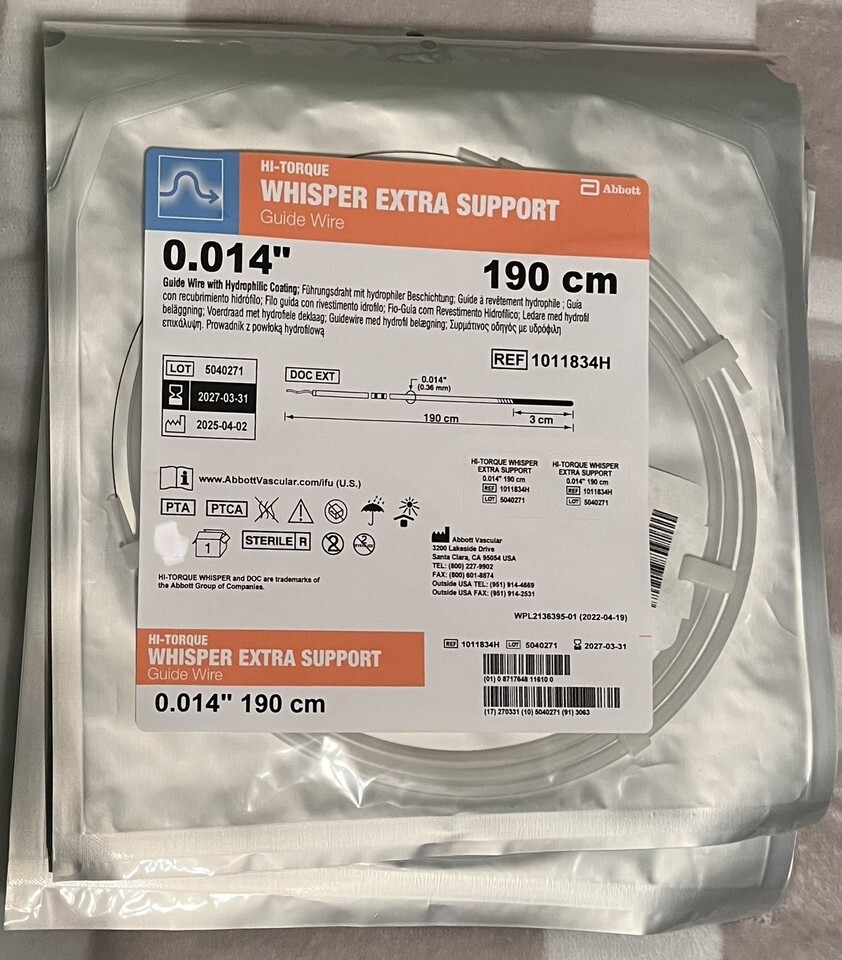 HI-TORQUE
WHISPER EXTRA SUPPORT
Guide Wire
Abbott
0.014"
190 cm
Guide Wire with Hydrophilic Coating; Führungsdraht mit hydrophiler Beschichtung; Guide à revêtement hydrophile ; Guía
con recubrimiento hidrófilo; Filo guida con rivestimento idrofilo; Fio-Guia com Revestimento Hidrofílico; Ledare med hydrofil
beläggning; Voerdraad met hydrofiele deklaag; Guidewire med hydrofil belægning; Συρμάτινος οδηγός με υδρόφιλη
επικάλυψη. Prowadnik z powłoką hydrofilową
REF 1011834H
LOT 5040271
2027-03-31
2025-04-02
DOC EXT
0.014"
(0.36 mm)
190 cm
3 cm
www.AbbottVascular.com/ifu (U.S.)
PTA PTCA
1
STERILE R
2
2
STERILIZE
HI-TORQUE WHISPER
EXTRA SUPPORT
0.014" 190 cm
REF 1011834H
LOT 5040271
HI-TORQUE WHISPER
EXTRA SUPPORT
0.014" 190 cm
REF 1011834H
LOT 5040271
Abbott Vascular
3200 Lakeside Drive
Santa Clara, CA 95054 USA
TEL: (800) 227-9902
FAX: (800) 601-8874
Outside USA TEL: (951) 914-4669
Outside USA FAX: (951) 914-2531
HI-TORQUE WHISPER and DOC are trademarks of
the Abbott Group of Companies.
WPL2136395-01 (2022-04-19)
HI-TORQUE
WHISPER EXTRA SUPPORT
Guide Wire
0.014" 190 cm
REF 1011834H LOT 5040271 2027-03-31
(01) 0 8717648 11610 0
(17) 270331 (10) 5040271 (91) 3063